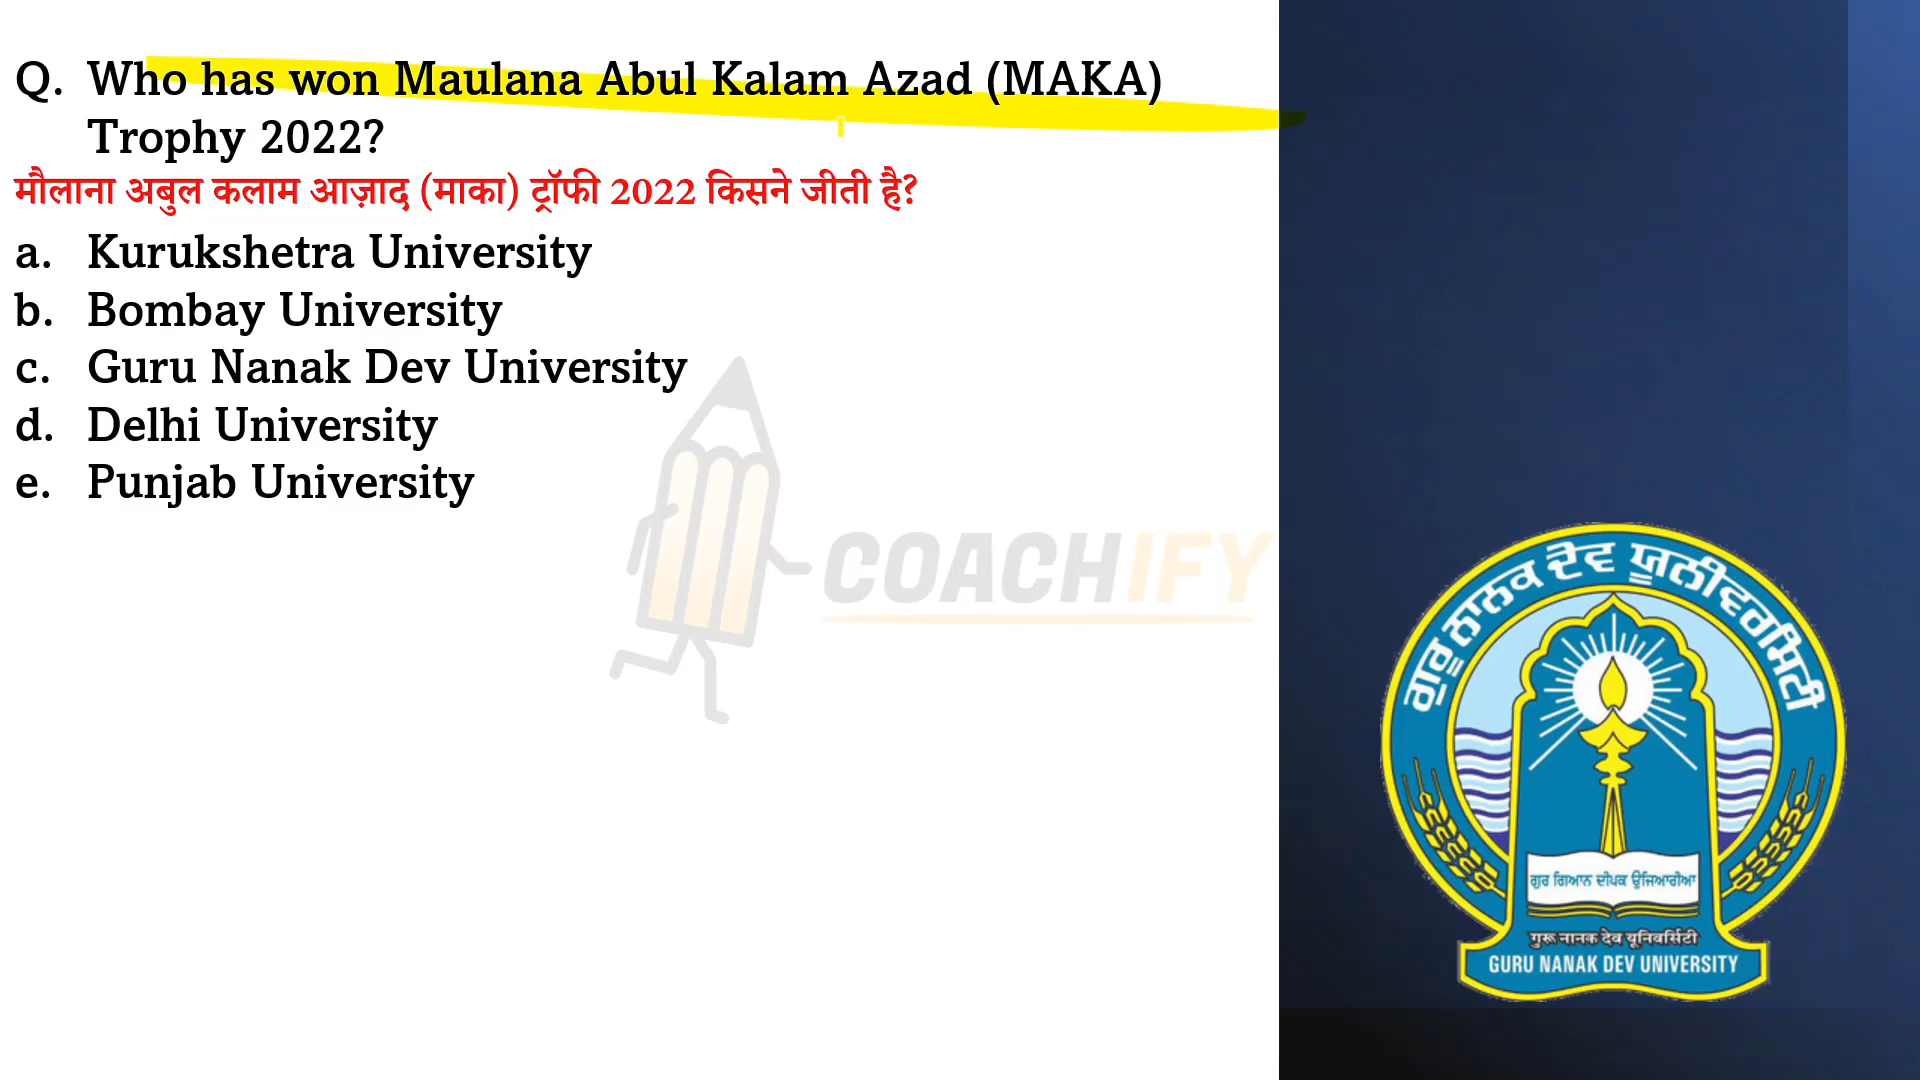 Q. Who has won Maulana Abul Kalam Azad (MAKA)
Trophy 2022?
मौलाना अबुल कलाम आज़ाद (माका) ट्रॉफी 2022 किसने जीती है?
a. Kurukshetra University
b. Bombay University
c. Guru Nanak Dev University
d. Delhi University
e. Punjab University
COACHIFY
ਗੁਰੂ ਨਾਨਕ ਦੇਵ ਯੂਨੀਵਰਸਿਟੀ
ਗੁਰ ਗਿਆਨ ਦੀਪਕ ਉਜਿਆਰੀਆ
गुरू नानक देव यूनिवर्सिटी
GURU NANAK DEV UNIVERSITY